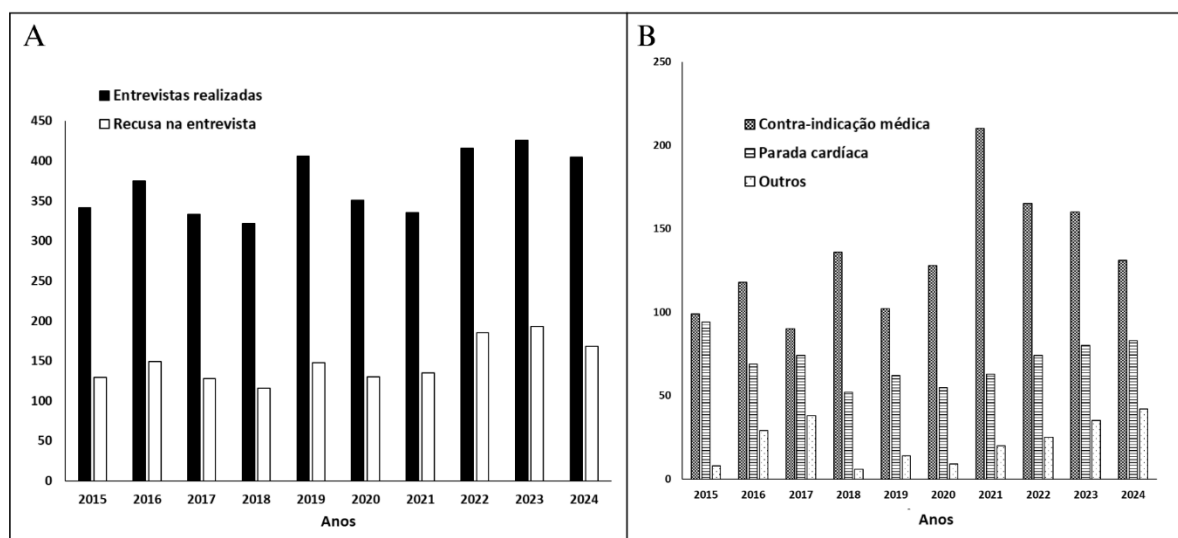 A
Entrevistas realizadas
Recusa na entrevista
450
400
350
300
250
200
150
100
50
0
2015 2016 2017 2018 2019 2020 2021 2022 2023 2024
Anos
B
250
Contra-indicação médica
Parada cardíaca
Outros
200
150
100
50
0
2015 2016 2017 2018 2019 2020 2021 2022 2023 2024
Anos